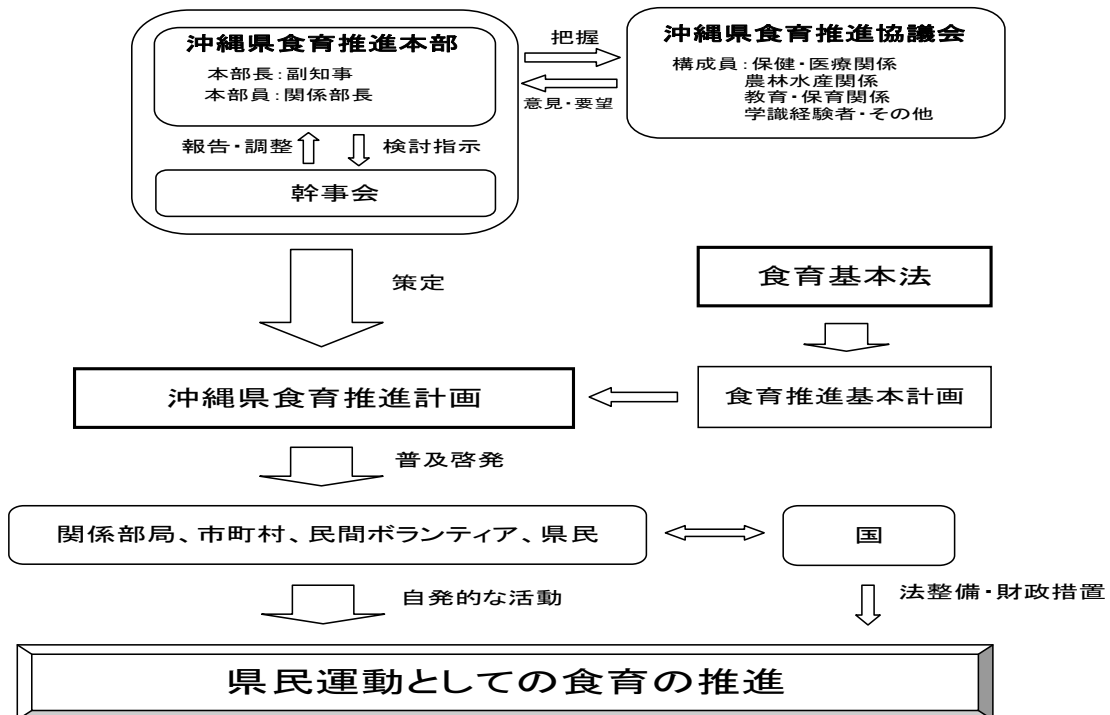 沖縄県食育推進本部
本部長：副知事
本部員：関係部長
把握
意見・要望
沖縄県食育推進協議会
構成員：保健・医療関係
農林水産関係
教育・保育関係
学識経験者・その他
報告・調整
検討指示
幹事会
策定
食育基本法
沖縄県食育推進計画
食育推進基本計画
普及啓発
関係部局、市町村、民間ボランティア、県民
国
自発的な活動
法整備・財政措置
県民運動としての食育の推進